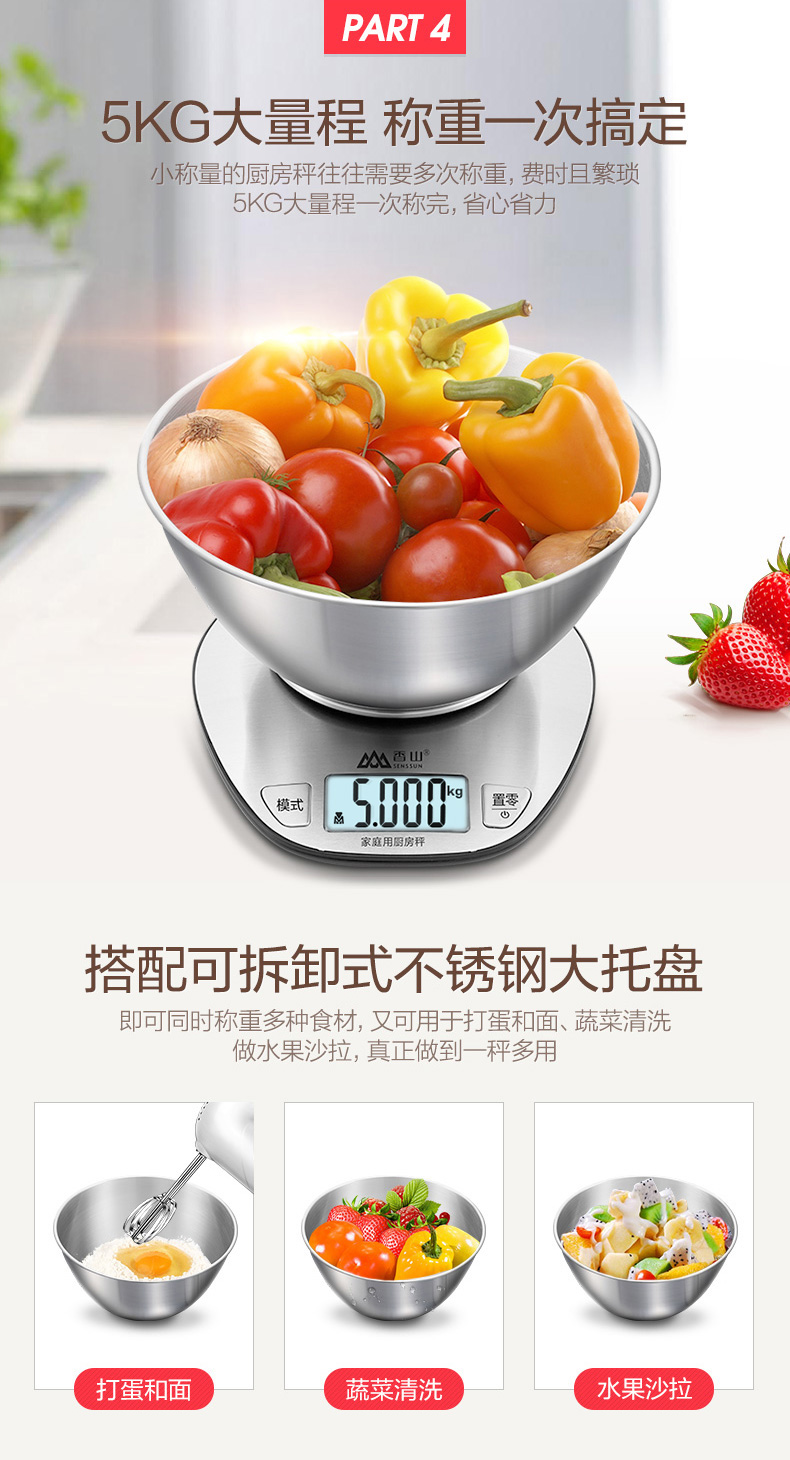 PART 4
5KG大量程 称重一次搞定
小称量的厨房秤往往需要多次称重, 费时且繁琐
5KG大量程一次称完, 省心省力
香山®
SENSSUN
模式
5.000kg
置零
家庭用厨房秤
搭配可拆卸式不锈钢大托盘
即可同时称重多种食材, 又可用于打蛋和面、蔬菜清洗
做水果沙拉, 真正做到一秤多用
打蛋和面
蔬菜清洗
水果沙拉